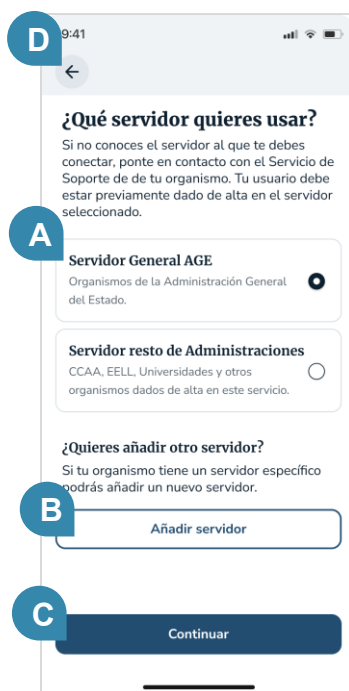 D
9:41
¿Qué servidor quieres usar?
Si no conoces el servidor al que te debes
conectar, ponte en contacto con el Servicio de
Soporte de de tu organismo. Tu usuario debe
estar previamente dado de alta en el servidor
seleccionado.
A
Servidor General AGE
Organismos de la Administración General
del Estado.
Servidor resto de Administraciones
CCAA, EELL, Universidades y otros
organismos dados de alta en este servicio.
¿Quieres añadir otro servidor?
Si tu organismo tiene un servidor específico
podrás añadir un nuevo servidor.
B
Añadir servidor
C
Continuar